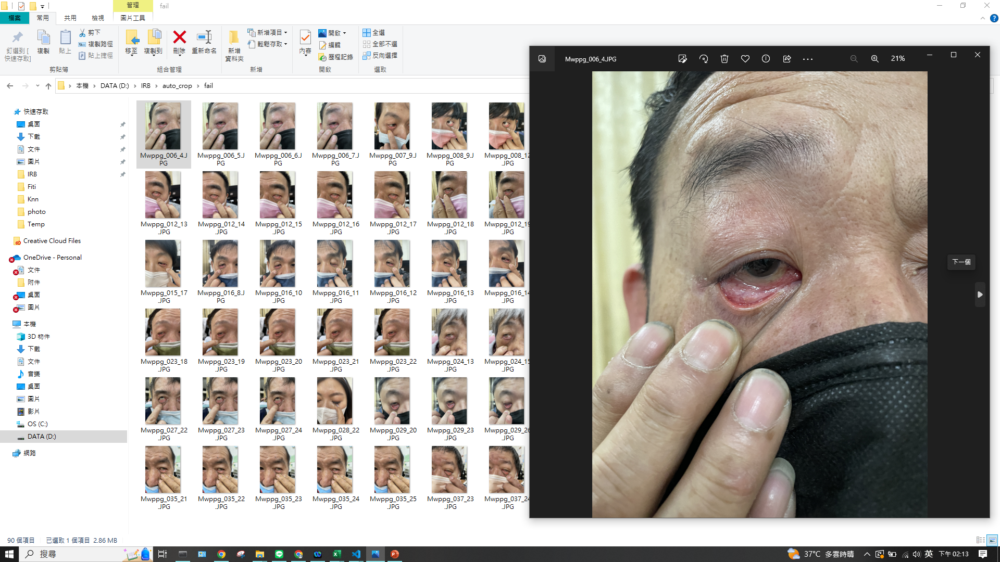 管理
fail
檔案
常用
共用
檢視
圖片工具
釘選到 [
快速存取]
複製
貼上
剪下
複製路徑
貼上捷徑
剪貼簿
移至
複製到
刪除
重新命名
組合管理
新增
資料夾
新增項目
輕鬆存取
新增
內容
開啟
編輯
歷程記錄
開啟
全選
全部不選
反向選擇
選取
本機 > DATA (D:) > IRB > auto_crop > fail
快速存取
桌面
下載
文件
圖片
IRB
Fiti
Knn
photo
Temp
Creative Cloud Files
OneDrive - Personal
文件
附件
桌面
圖片
本機
3D 物件
下載
文件
音樂
桌面
圖片
影片
OS (C:)
DATA (D:)
網路
Mwppg_006_4.J
PG
Mwppg_006_5.J
PG
Mwppg_006_6.J
PG
Mwppg_006_7.J
PG
Mwppg_007_9.J
PG
Mwppg_008_9.J
PG
Mwppg_008_12
.JPG
Mwppg_012_13
.JPG
Mwppg_012_14
.JPG
Mwppg_012_15
.JPG
Mwppg_012_16
.JPG
Mwppg_012_17
.JPG
Mwppg_012_18
.JPG
Mwppg_012_19
.JPG
Mwppg_015_17
.JPG
Mwppg_016_8.J
PG
Mwppg_016_10
.JPG
Mwppg_016_11
.JPG
Mwppg_016_12
.JPG
Mwppg_016_13
.JPG
Mwppg_016_14
.JPG
Mwppg_023_18
.JPG
Mwppg_023_19
.JPG
Mwppg_023_20
.JPG
Mwppg_023_21
.JPG
Mwppg_023_22
.JPG
Mwppg_024_13
.JPG
Mwppg_024_15
.JPG
Mwppg_027_22
.JPG
Mwppg_027_23
.JPG
Mwppg_027_24
.JPG
Mwppg_028_22
.JPG
Mwppg_029_20
.JPG
Mwppg_029_23
.JPG
Mwppg_029_26
.JPG
Mwppg_035_21
.JPG
Mwppg_035_22
.JPG
Mwppg_035_23
.JPG
Mwppg_035_24
.JPG
Mwppg_035_25
.JPG
Mwppg_037_23
.JPG
Mwppg_037_24
.JPG
Mwppg_006_4.JPG
21%
下一個
90 個項目
已選取 1 個項目 2.86 MB
搜尋
37°C 多雲時晴
英
下午 02:13